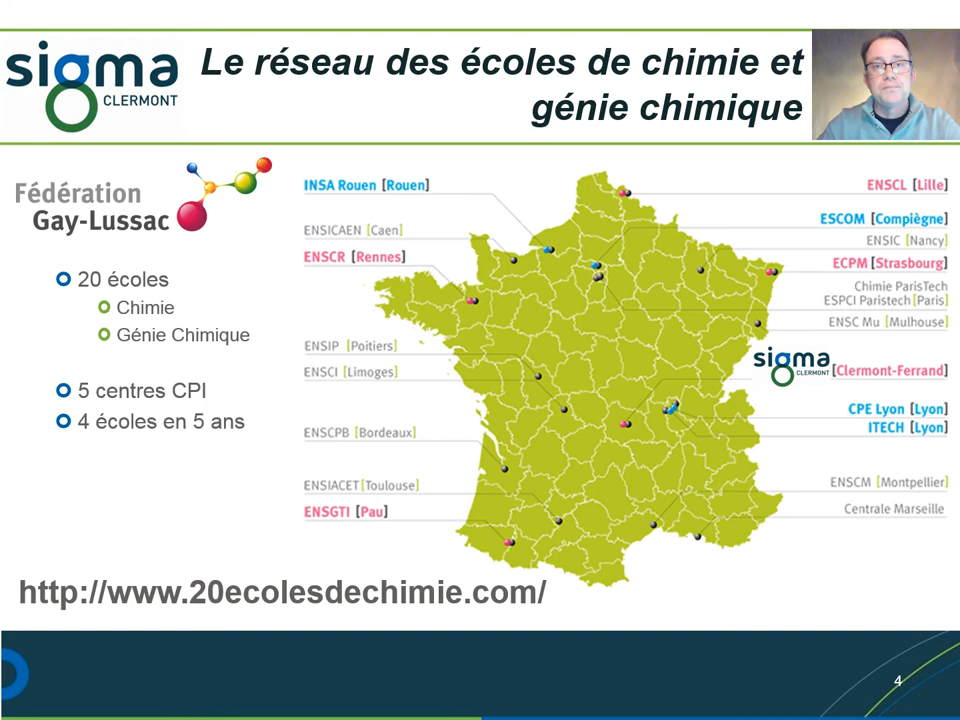 sigma
CLERMONT
Le réseau des écoles de chimie et
génie chimique
Fédération
Gay-Lussac
20 écoles
Chimie
Génie Chimique
5 centres CPI
4 écoles en 5 ans
INSA Rouen [Rouen]
ENSICAEN [Caen]
ENSCR [Rennes]
ENSIP [Poitiers]
ENSCI [Limoges]
ENSCPB [Bordeaux]
ENSIACET [Toulouse]
ENSGTI [Pau]
ENSCL [Lille]
ESCOM [Compiègne]
ENSIC [Nancy]
ECPM [Strasbourg]
Chimie ParisTech
ESPCI Paristech [Paris]
ENSC Mu [Mulhouse]
sigma
CLERMONT
[Clermont-Ferrand]
CPE Lyon [Lyon]
ITECH [Lyon]
ENSCM [Montpellier]
Centrale Marseille
http://www.20ecolesdechimie.com/
4